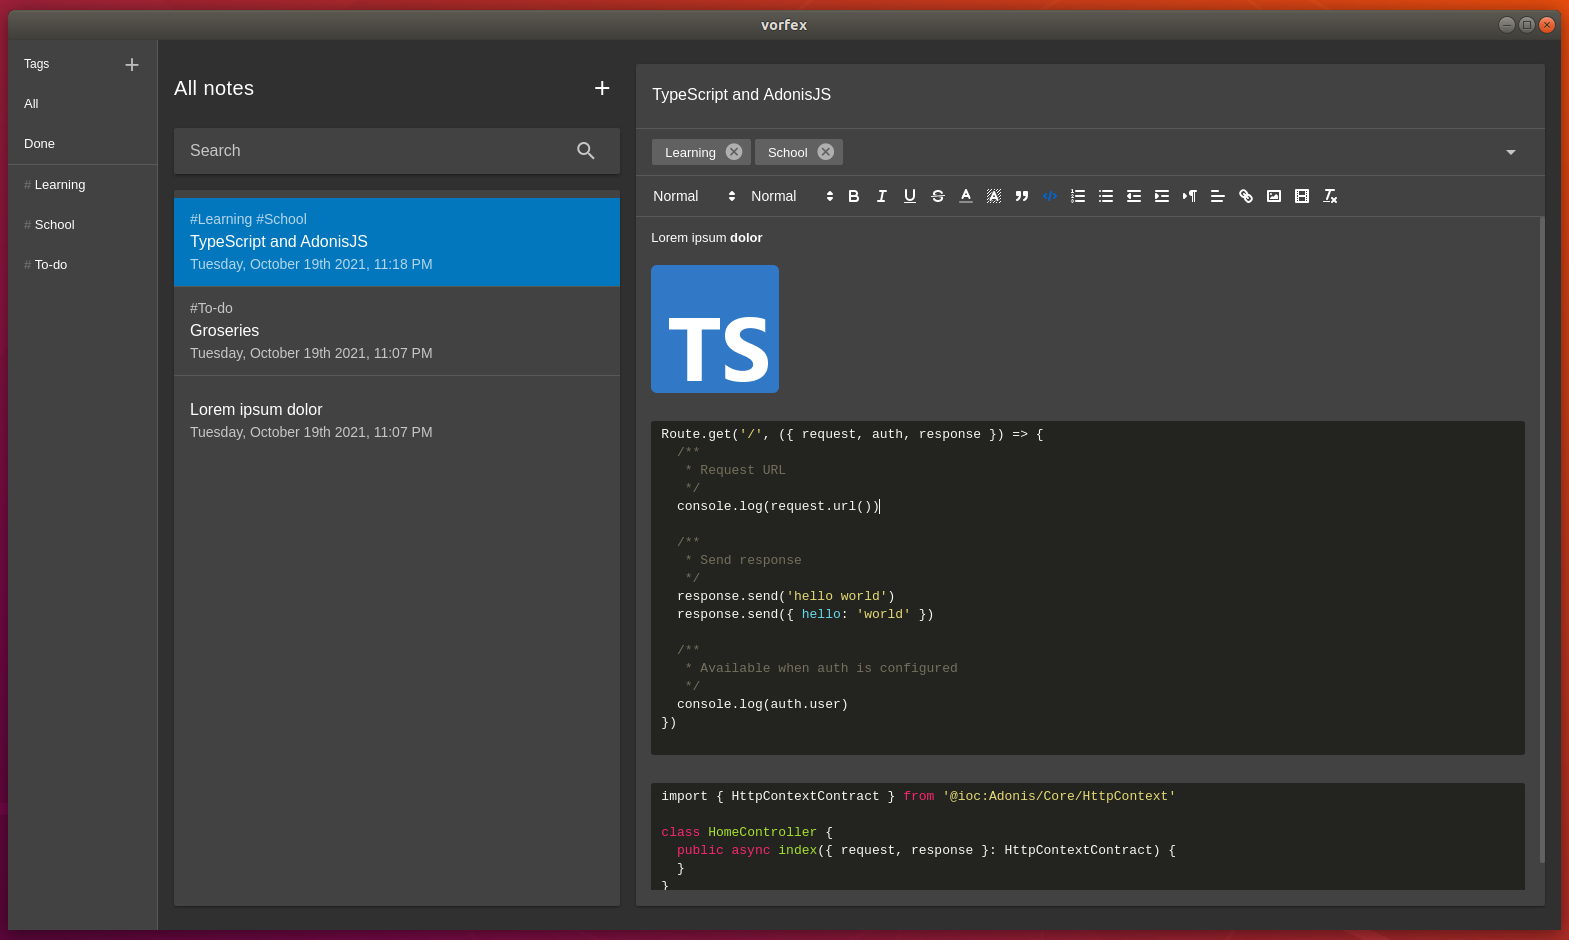 vorfex
Tags
All
Done
# Learning
# School
# To-do
All notes
Search
#Learning #School
TypeScript and AdonisJS
Tuesday, October 19th 2021, 11:18 PM
#To-do
Groseries
Tuesday, October 19th 2021, 11:07 PM
Lorem ipsum dolor
Tuesday, October 19th 2021, 11:07 PM
TypeScript and AdonisJS
Learning School
Normal Normal
Lorem ipsum dolor
TS
Route.get('/', ({ request, auth, response }) => {
  /**
   * Request URL
   */
  console.log(request.url())
  /**
   * Send response
   */
  response.send('hello world')
  response.send({ hello: 'world' })
  /**
   * Available when auth is configured
   */
  console.log(auth.user)
})
import { HttpContextContract } from '@ioc:Adonis/Core/HttpContext'
class HomeController {
  public async index({ request, response }: HttpContextContract) {
  }
}